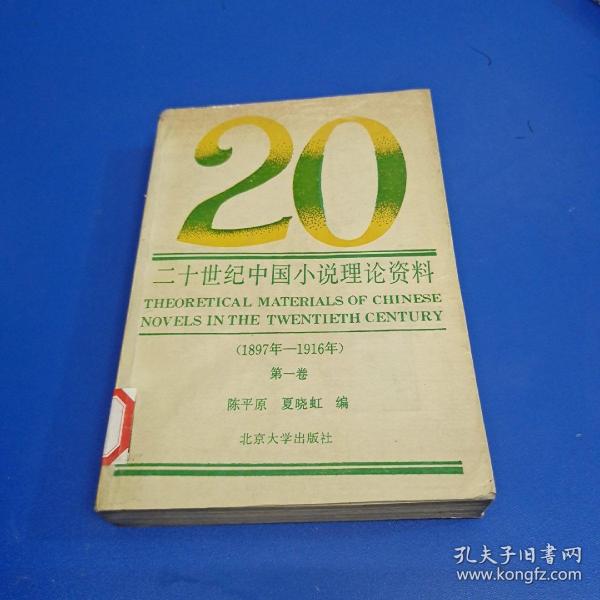 20
二十世纪中国小说理论资料
THEORETICAL MATERIALS OF CHINESE
NOVELS IN THE TWENTIETH CENTURY
(1897年—1916年)
第一卷
陈平原 夏晓虹 编
北京大学出版社
孔夫子旧书网
www.kongfz.com